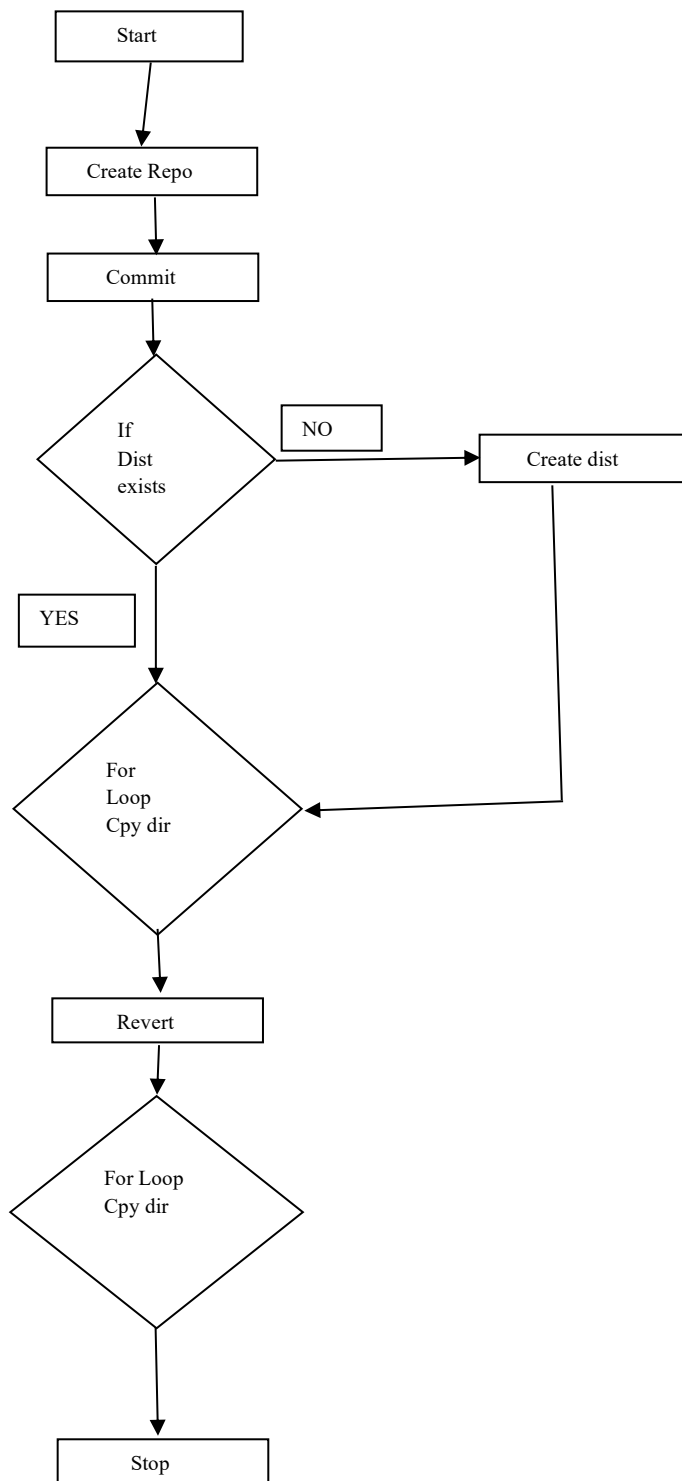 Start
Create Repo
Commit
If
Dist
exists
NO
Create dist
YES
For
Loop
Cpy dir
Revert
For Loop
Cpy dir
Stop